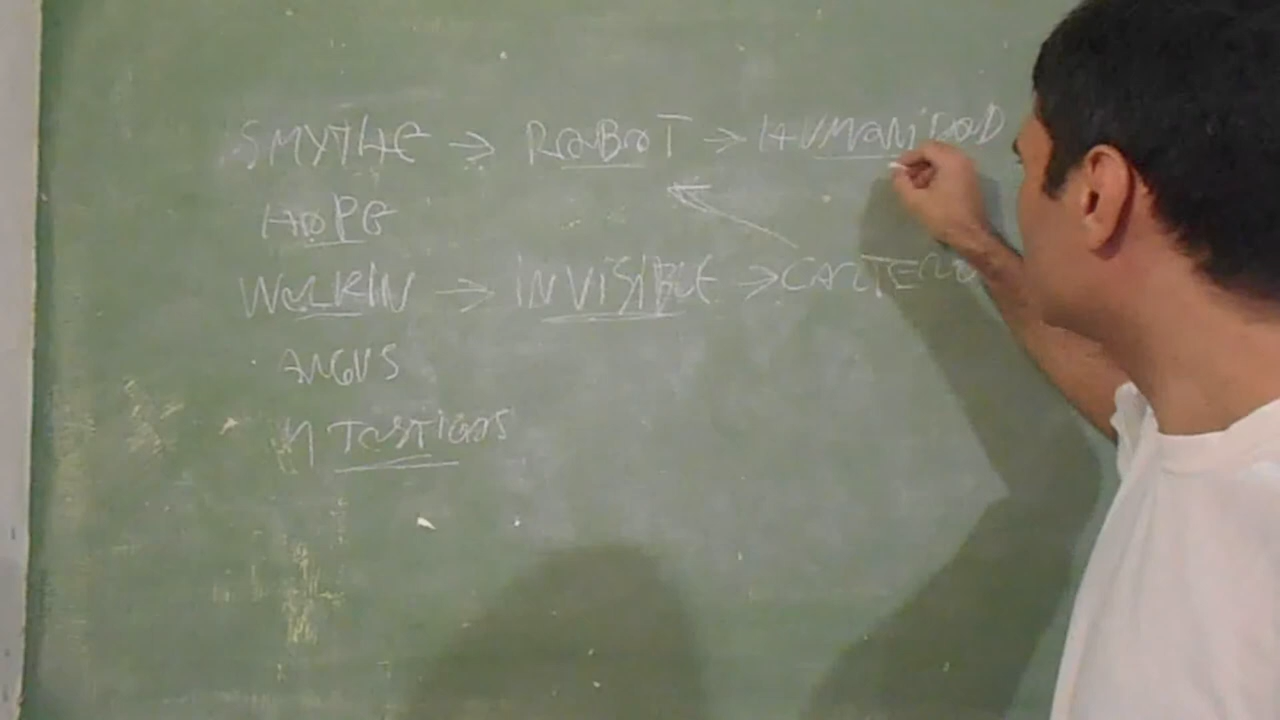 SMYTHE → ROBOT → HUMANIDAD
HOPE
WELKIN → INVISIBLE → CARTERO
ANGUS
4 TESTIGOS